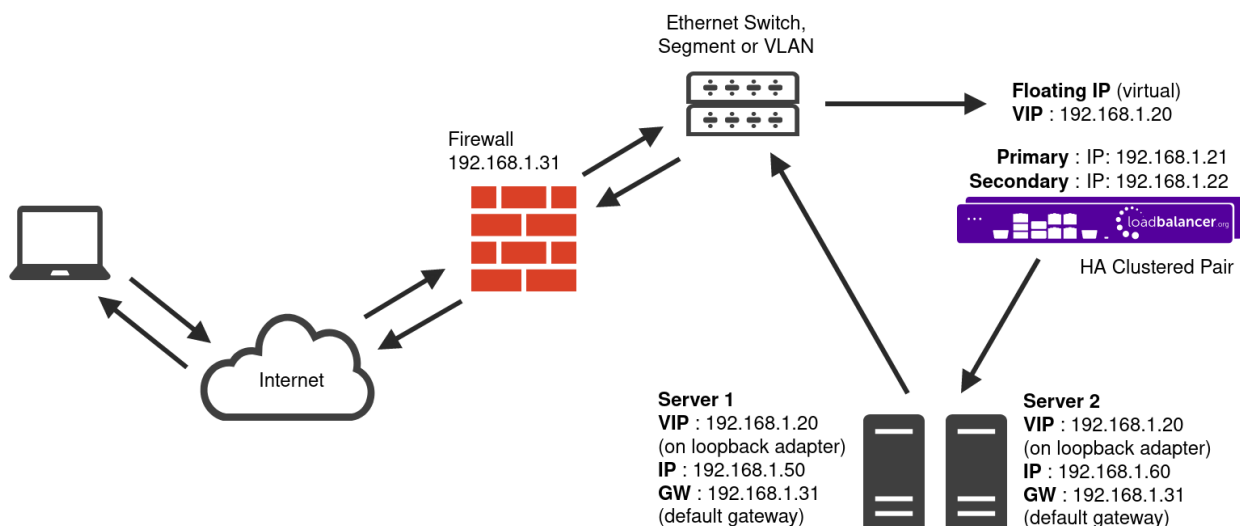 Ethernet Switch,
Segment or VLAN
Floating IP (virtual)
VIP : 192.168.1.20
Firewall
192.168.1.31
Primary : IP: 192.168.1.21
Secondary : IP: 192.168.1.22
loadbalancer.org
HA Clustered Pair
Internet
Server 1
VIP : 192.168.1.20
(on loopback adapter)
IP : 192.168.1.50
GW : 192.168.1.31
(default gateway)
Server 2
VIP : 192.168.1.20
(on loopback adapter)
IP : 192.168.1.60
GW : 192.168.1.31
(default gateway)